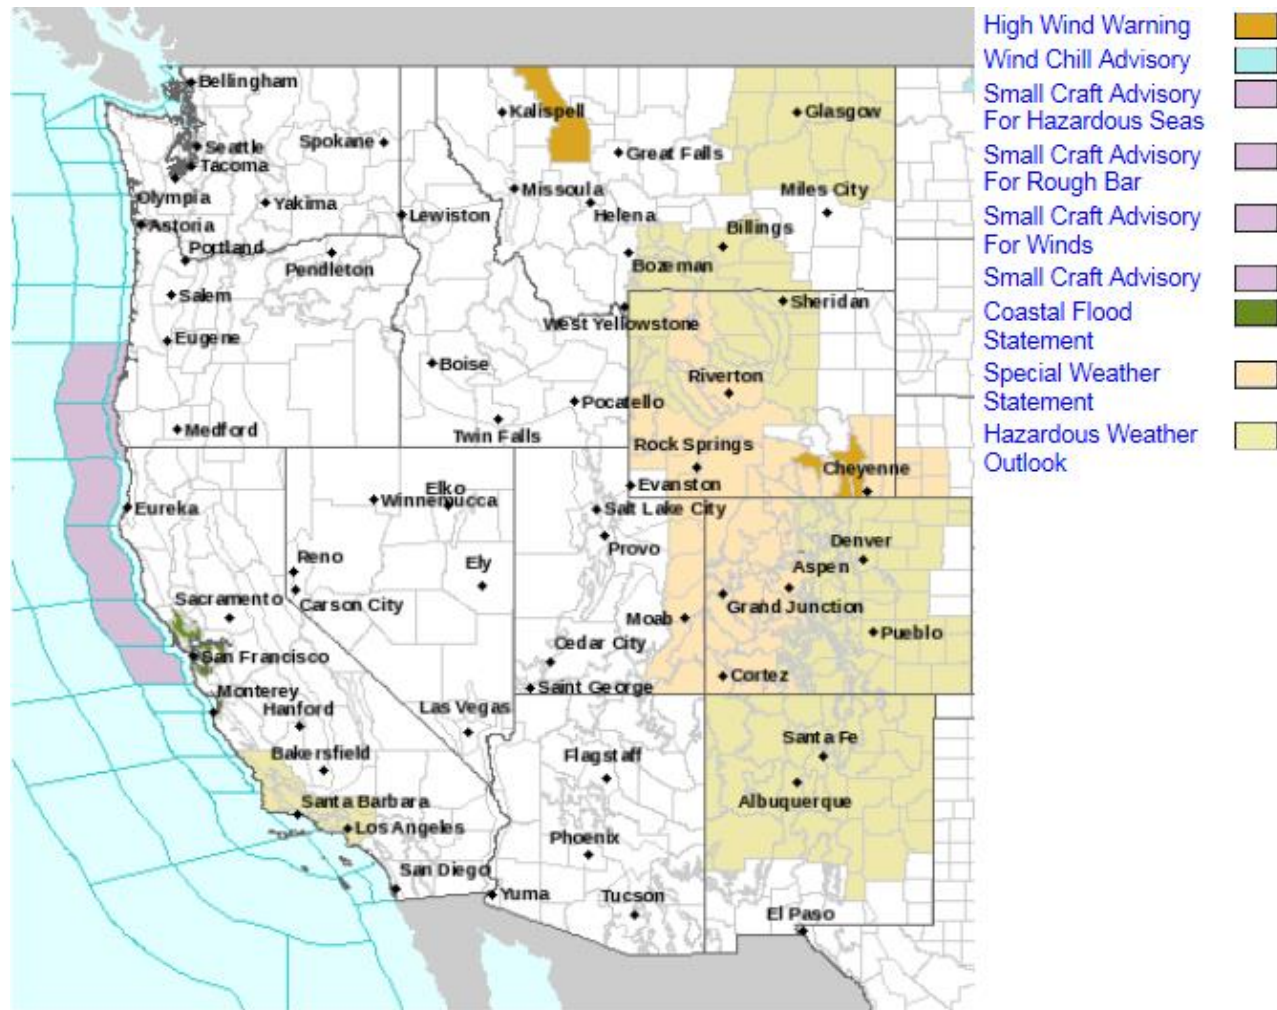 High Wind Warning
Wind Chill Advisory
Small Craft Advisory
For Hazardous Seas
Small Craft Advisory
For Rough Bar
Small Craft Advisory
For Winds
Small Craft Advisory
Coastal Flood
Statement
Special Weather
Statement
Hazardous Weather
Outlook
Bellingham
Kalispell
Glasgow
Seattle
Spokane
Great Falls
Tacoma
Olympia
Missoula
Miles City
Yakima
Lewiston
Helena
Astoria
Billings
Portland
Pendleton
Bozeman
Salem
Sheridan
West Yellowstone
Eugene
Boise
Riverton
Pocatello
Medford
Twin Falls
Rock Springs
Cheyenne
Evanston
Elko
Winnemucca
Eureka
Salt Lake City
Provo
Denver
Reno
Ely
Aspen
Sacramento
Carson City
Grand Junction
Moab
Pueblo
Cedar City
San Francisco
Cortez
Saint George
Monterey
Hanford
Las Vegas
Santa Fe
Bakersfield
Flagstaff
Albuquerque
Santa Barbara
Los Angeles
Phoenix
San Diego
Yuma
Tucson
El Paso